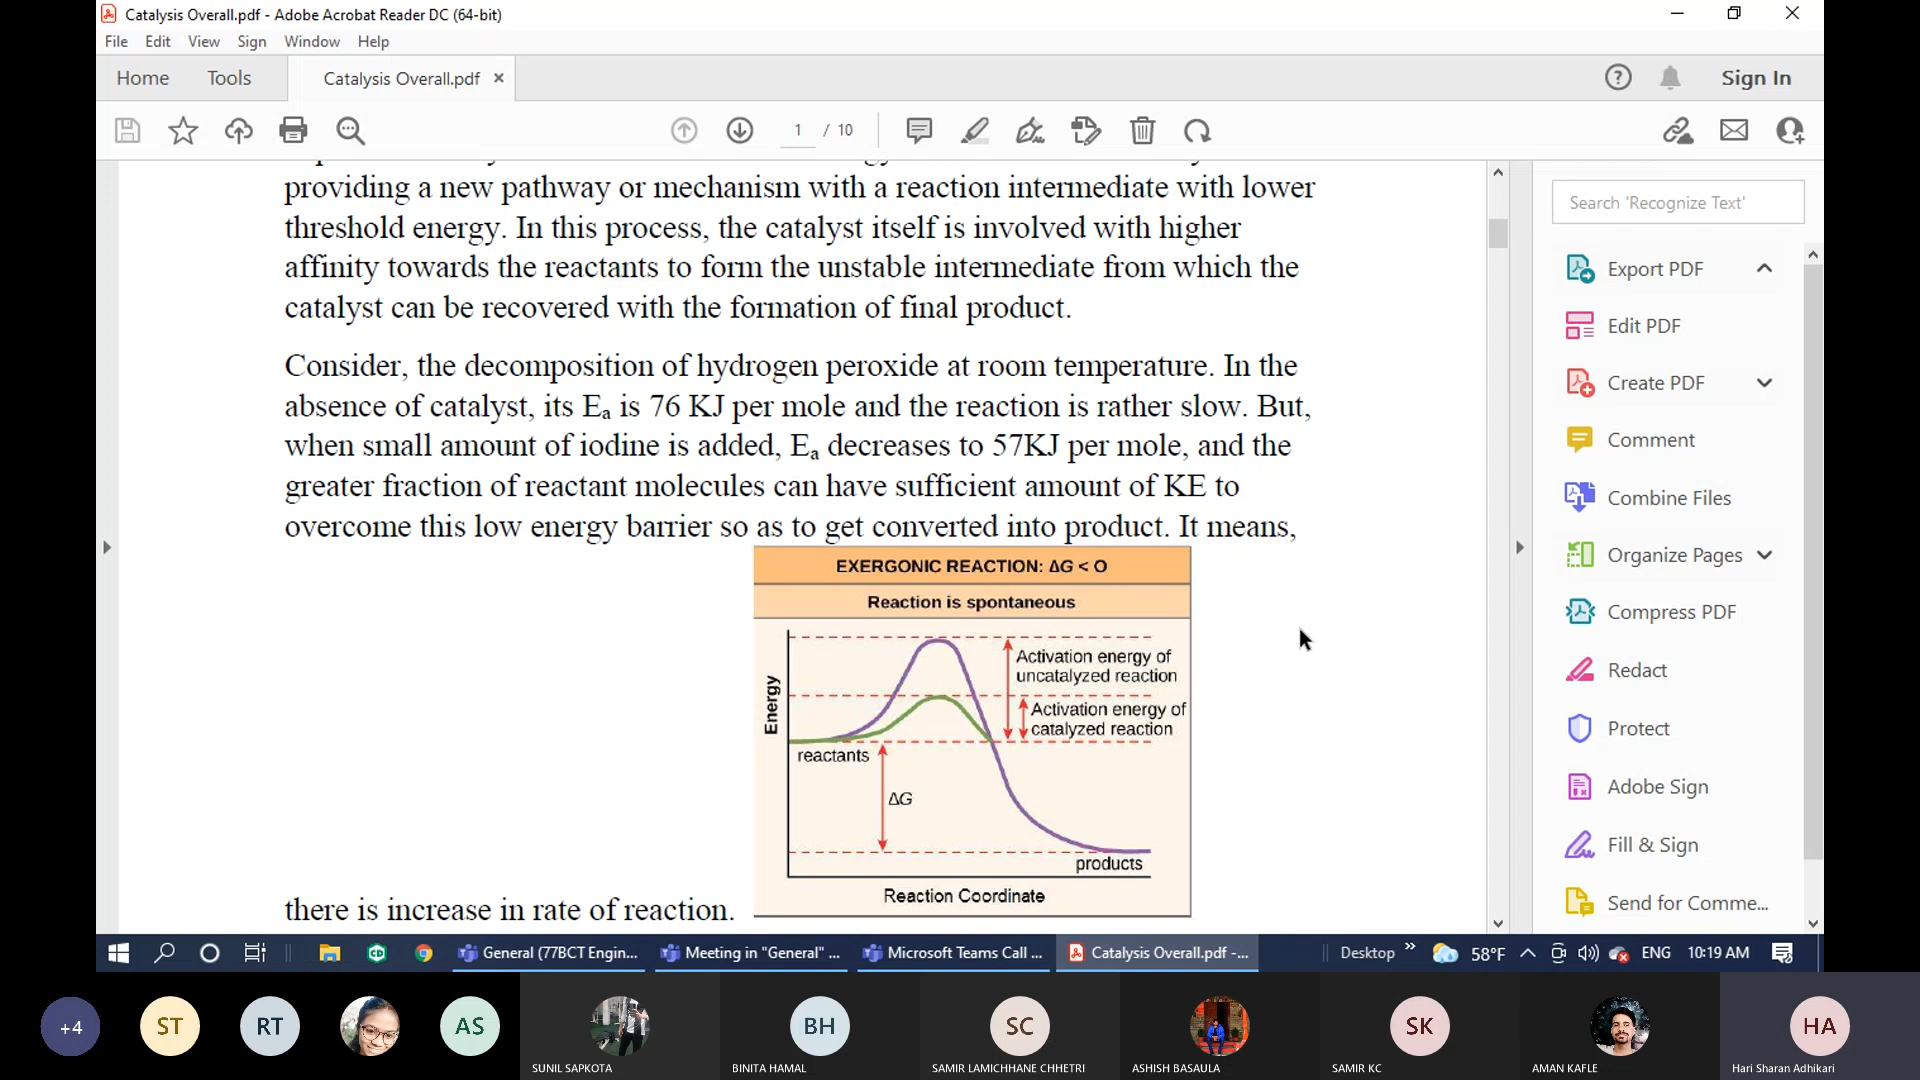 Catalysis Overall.pdf - Adobe Acrobat Reader DC (64-bit)
File Edit View Sign Window Help
Home Tools Catalysis Overall.pdf × Sign In
1 / 10
providing a new pathway or mechanism with a reaction intermediate with lower
threshold energy. In this process, the catalyst itself is involved with higher
affinity towards the reactants to form the unstable intermediate from which the
catalyst can be recovered with the formation of final product.
Consider, the decomposition of hydrogen peroxide at room temperature. In the
absence of catalyst, its Eₐ is 76 KJ per mole and the reaction is rather slow. But,
when small amount of iodine is added, Eₐ decreases to 57KJ per mole, and the
greater fraction of reactant molecules can have sufficient amount of KE to
overcome this low energy barrier so as to get converted into product. It means,
EXERGONIC REACTION: ΔG < O
Reaction is spontaneous
Energy
Activation energy of
uncatalyzed reaction
Activation energy of
catalyzed reaction
reactants
ΔG
products
Reaction Coordinate
there is increase in rate of reaction.
Search 'Recognize Text'
Export PDF
Edit PDF
Create PDF
Comment
Combine Files
Organize Pages
Compress PDF
Redact
Protect
Adobe Sign
Fill & Sign
Send for Comme...
General (77BCT Engin... Meeting in "General" ... Microsoft Teams Call ... Catalysis Overall.pdf -... Desktop » 58°F ENG 10:19 AM
+4 ST RT AS BH SC SK HA
SUNIL SAPKOTA BINITA HAMAL SAMIR LAMICHHANE CHHETRI ASHISH BASAULA SAMIR KC AMAN KAFLE Hari Sharan Adhikari